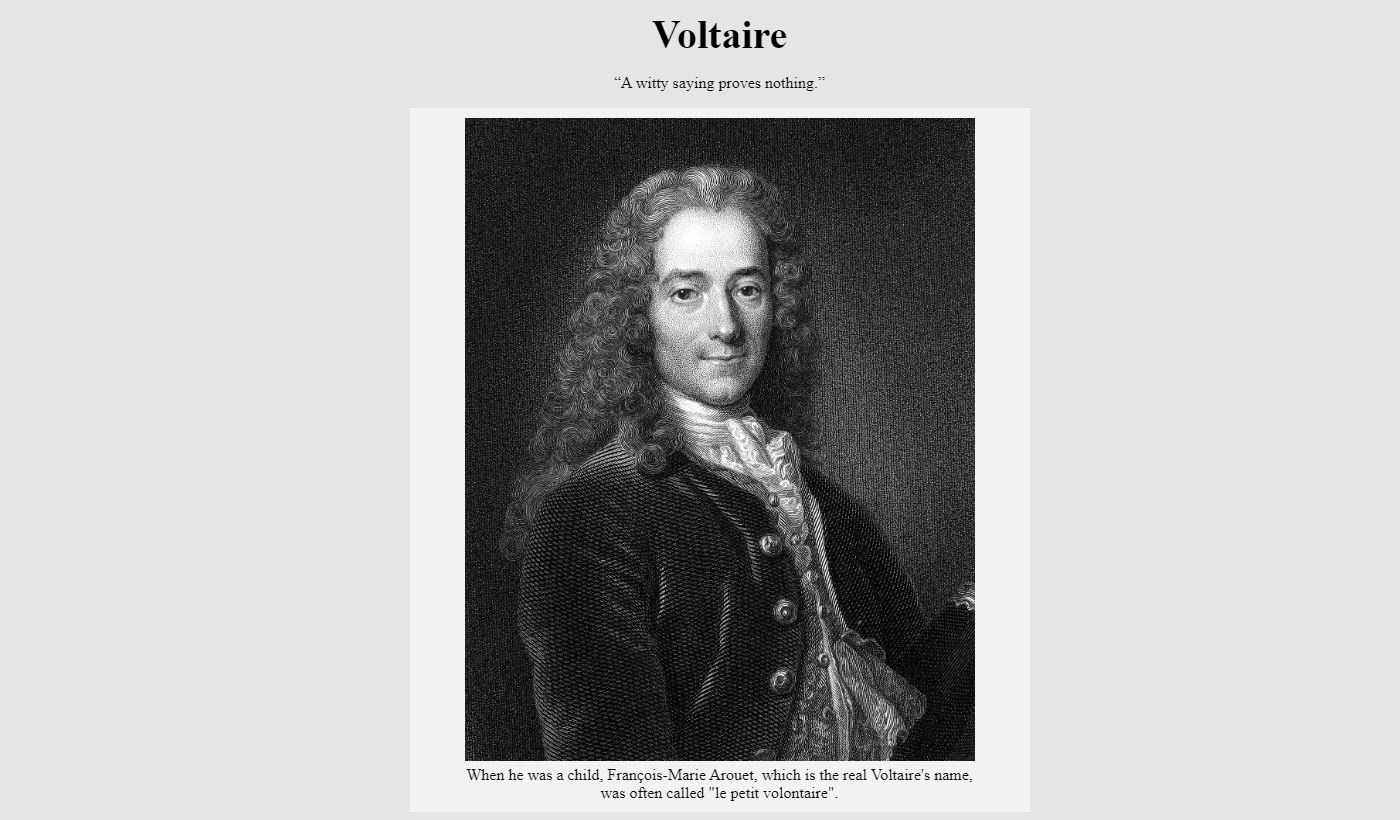 Voltaire
“A witty saying proves nothing.”
When he was a child, François-Marie Arouet, which is the real Voltaire's name,
was often called "le petit volontaire".